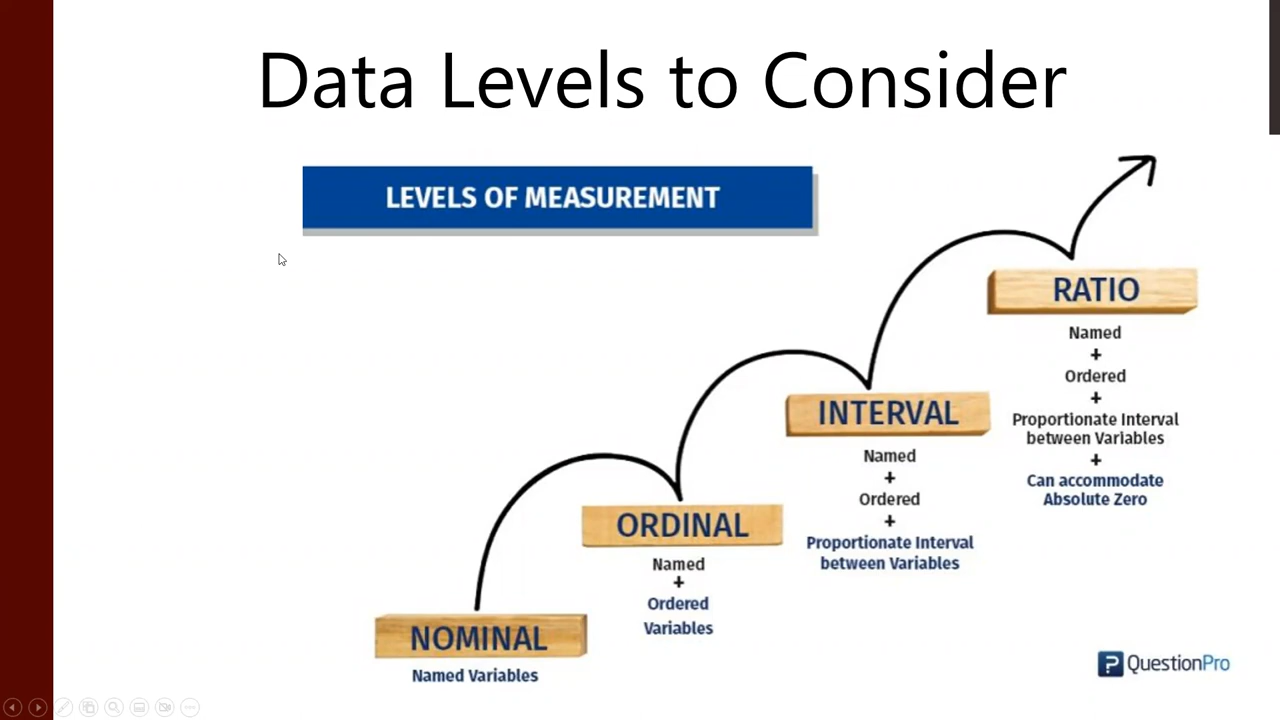 Data Levels to Consider
LEVELS OF MEASUREMENT
RATIO
Named
+
Ordered
+
Proportionate Interval
between Variables
+
Can accommodate
Absolute Zero
INTERVAL
Named
+
Ordered
+
Proportionate Interval
between Variables
ORDINAL
Named
+
Ordered
Variables
NOMINAL
Named Variables
QuestionPro